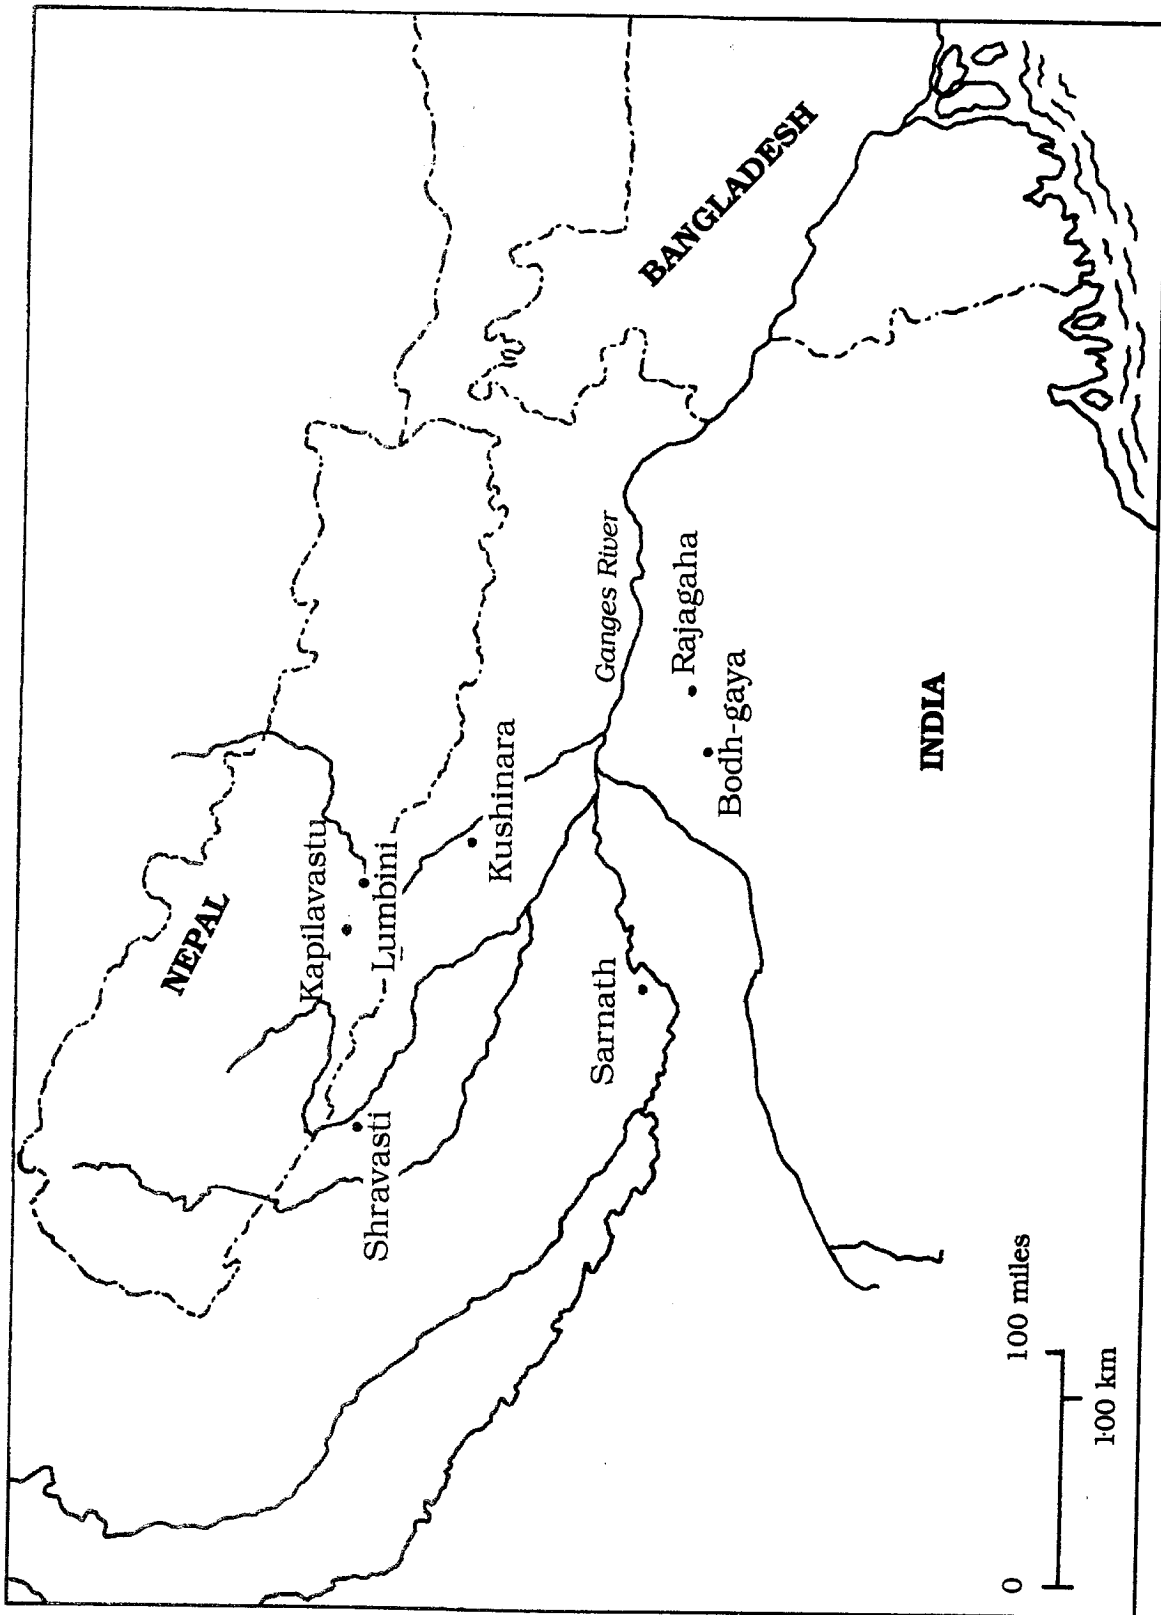 NEPAL
Kapilavastu
Lumbini
Shravasti
Kushinara
Sarnath
Ganges River
Rajagaha
Bodh-gaya
BANGLADESH
INDIA
0 100 miles
100 km